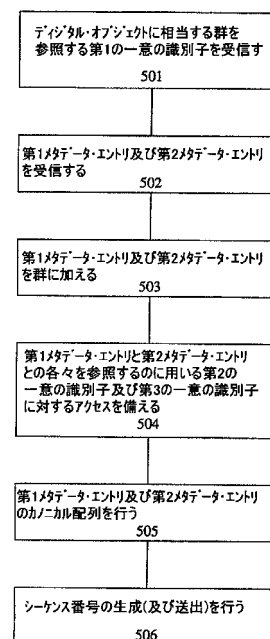 ディジタル・オブジェクトに相当する群を
参照する第1の一意の識別子を受信す
501
第1メタデータ・エントリ及び第2メタデータ・エントリ
を受信する
502
第1メタデータ・エントリ及び第2メタデータ・エントリ
を群に加える
503
第1メタデータ・エントリと第2メタデータ・エントリ
との各々を参照するのに用いる第2の
一意の識別子及び第3の一意の識別子
に対するアクセスを備える
504
第1メタデータ・エントリ及び第2メタデータ・エントリ
のカノニカル配列を行う
505
シーケンス番号の生成(及び送出)を行う
506